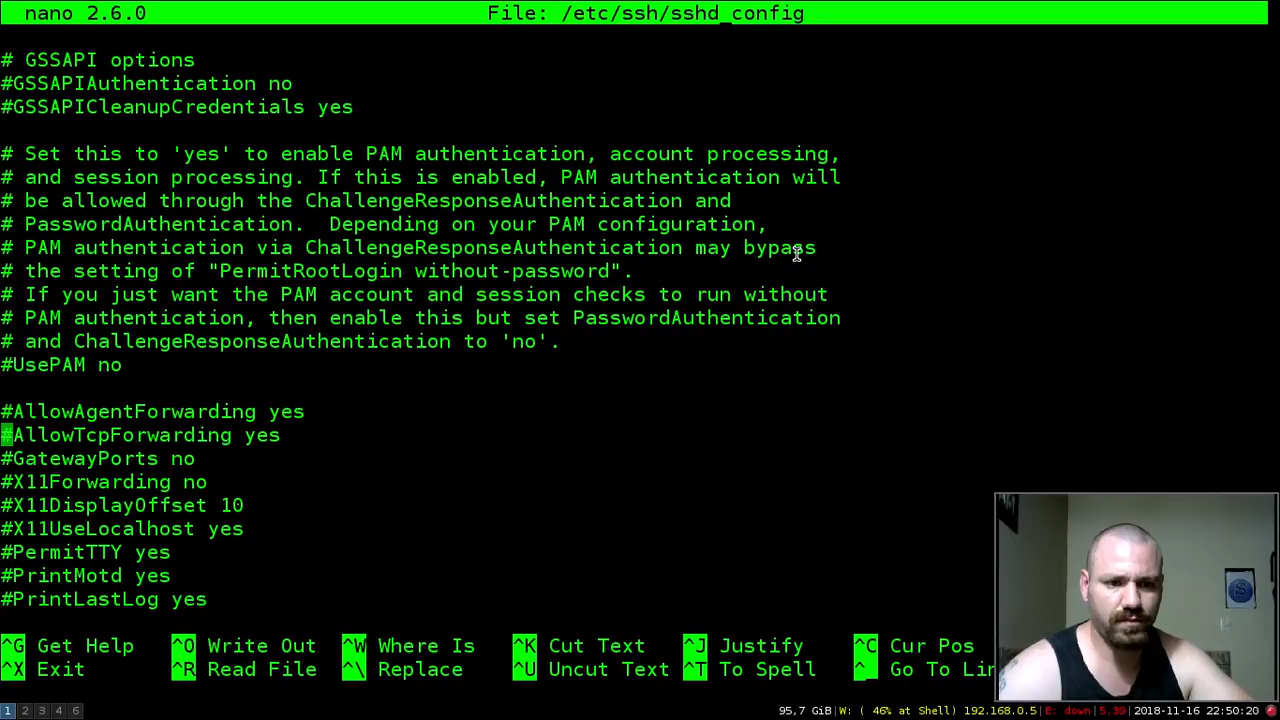 nano 2.6.0 File: /etc/ssh/sshd_config
# GSSAPI options
#GSSAPIAuthentication no
#GSSAPICleanupCredentials yes
# Set this to 'yes' to enable PAM authentication, account processing,
# and session processing. If this is enabled, PAM authentication will
# be allowed through the ChallengeResponseAuthentication and
# PasswordAuthentication.  Depending on your PAM configuration,
# PAM authentication via ChallengeResponseAuthentication may bypass
# the setting of "PermitRootLogin without-password".
# If you just want the PAM account and session checks to run without
# PAM authentication, then enable this but set PasswordAuthentication
# and ChallengeResponseAuthentication to 'no'.
#UsePAM no
#AllowAgentForwarding yes
#AllowTcpForwarding yes
#GatewayPorts no
#X11Forwarding no
#X11DisplayOffset 10
#X11UseLocalhost yes
#PermitTTY yes
#PrintMotd yes
#PrintLastLog yes
^G Get Help ^O Write Out ^W Where Is ^K Cut Text ^J Justify ^C Cur Pos
^X Exit ^R Read File ^\ Replace ^U Uncut Text ^T To Spell ^_ Go To Lin
1 2 3 4 6 95,7 GiB|W: ( 46% at Shell) 192.168.0.5|E: down|5,39|2018-11-16 22:50:20